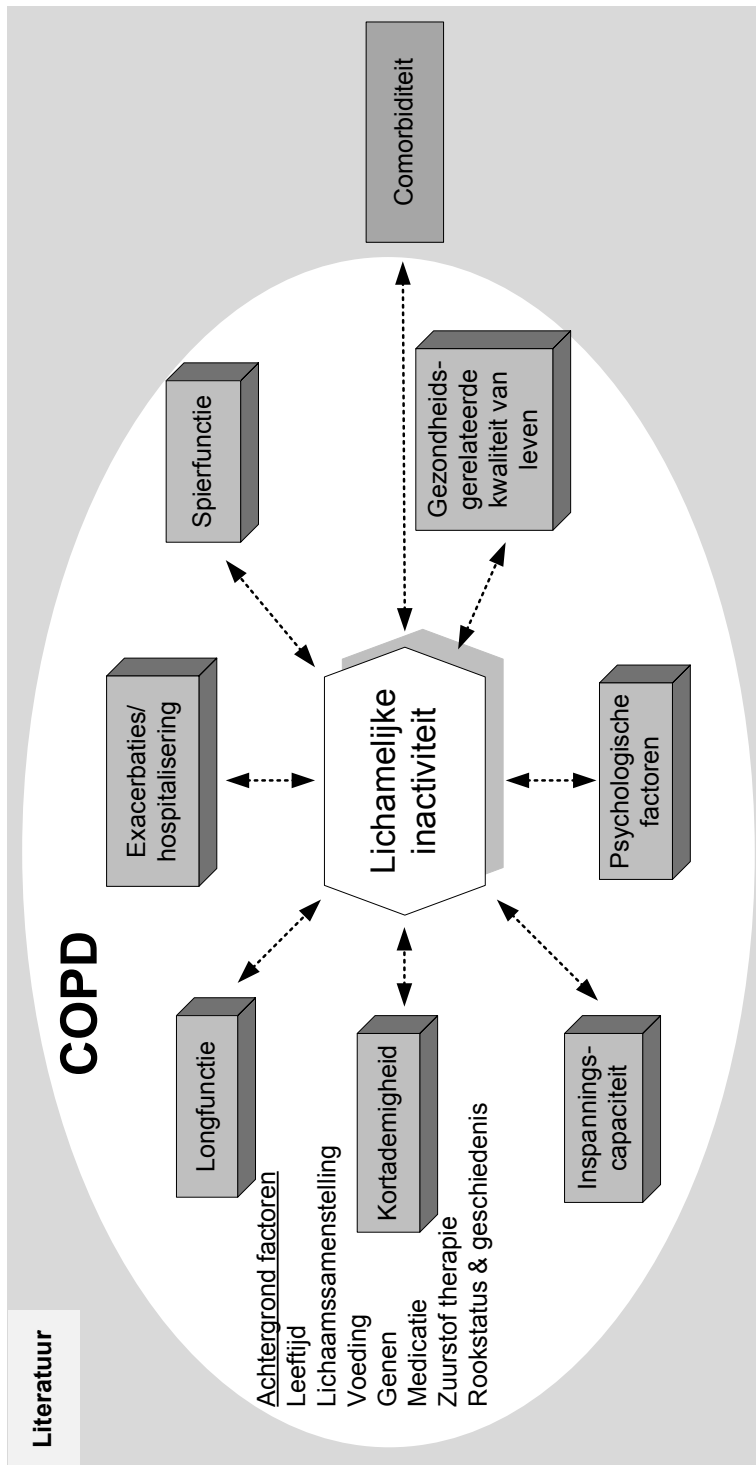 Literatuur
COPD
Longfunctie
Exacerbaties/
hospitalisering
Spierfunctie
Comorbiditeit
Achtergrond factoren
Leeftijd
Lichaamssamenstelling
Voeding
Genen
Medicatie
Zuurstof therapie
Rookstatus & geschiedenis
Kortademigheid
Lichamelijke
inactiviteit
Gezondheids-
gerelateerde
kwaliteit van
leven
Inspannings-
capaciteit
Psychologische
factoren